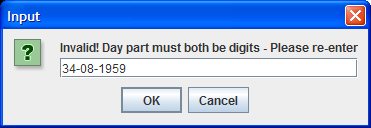 Input
Invalid! Day part must both be digits - Please re-enter
34-08-1959
OK Cancel